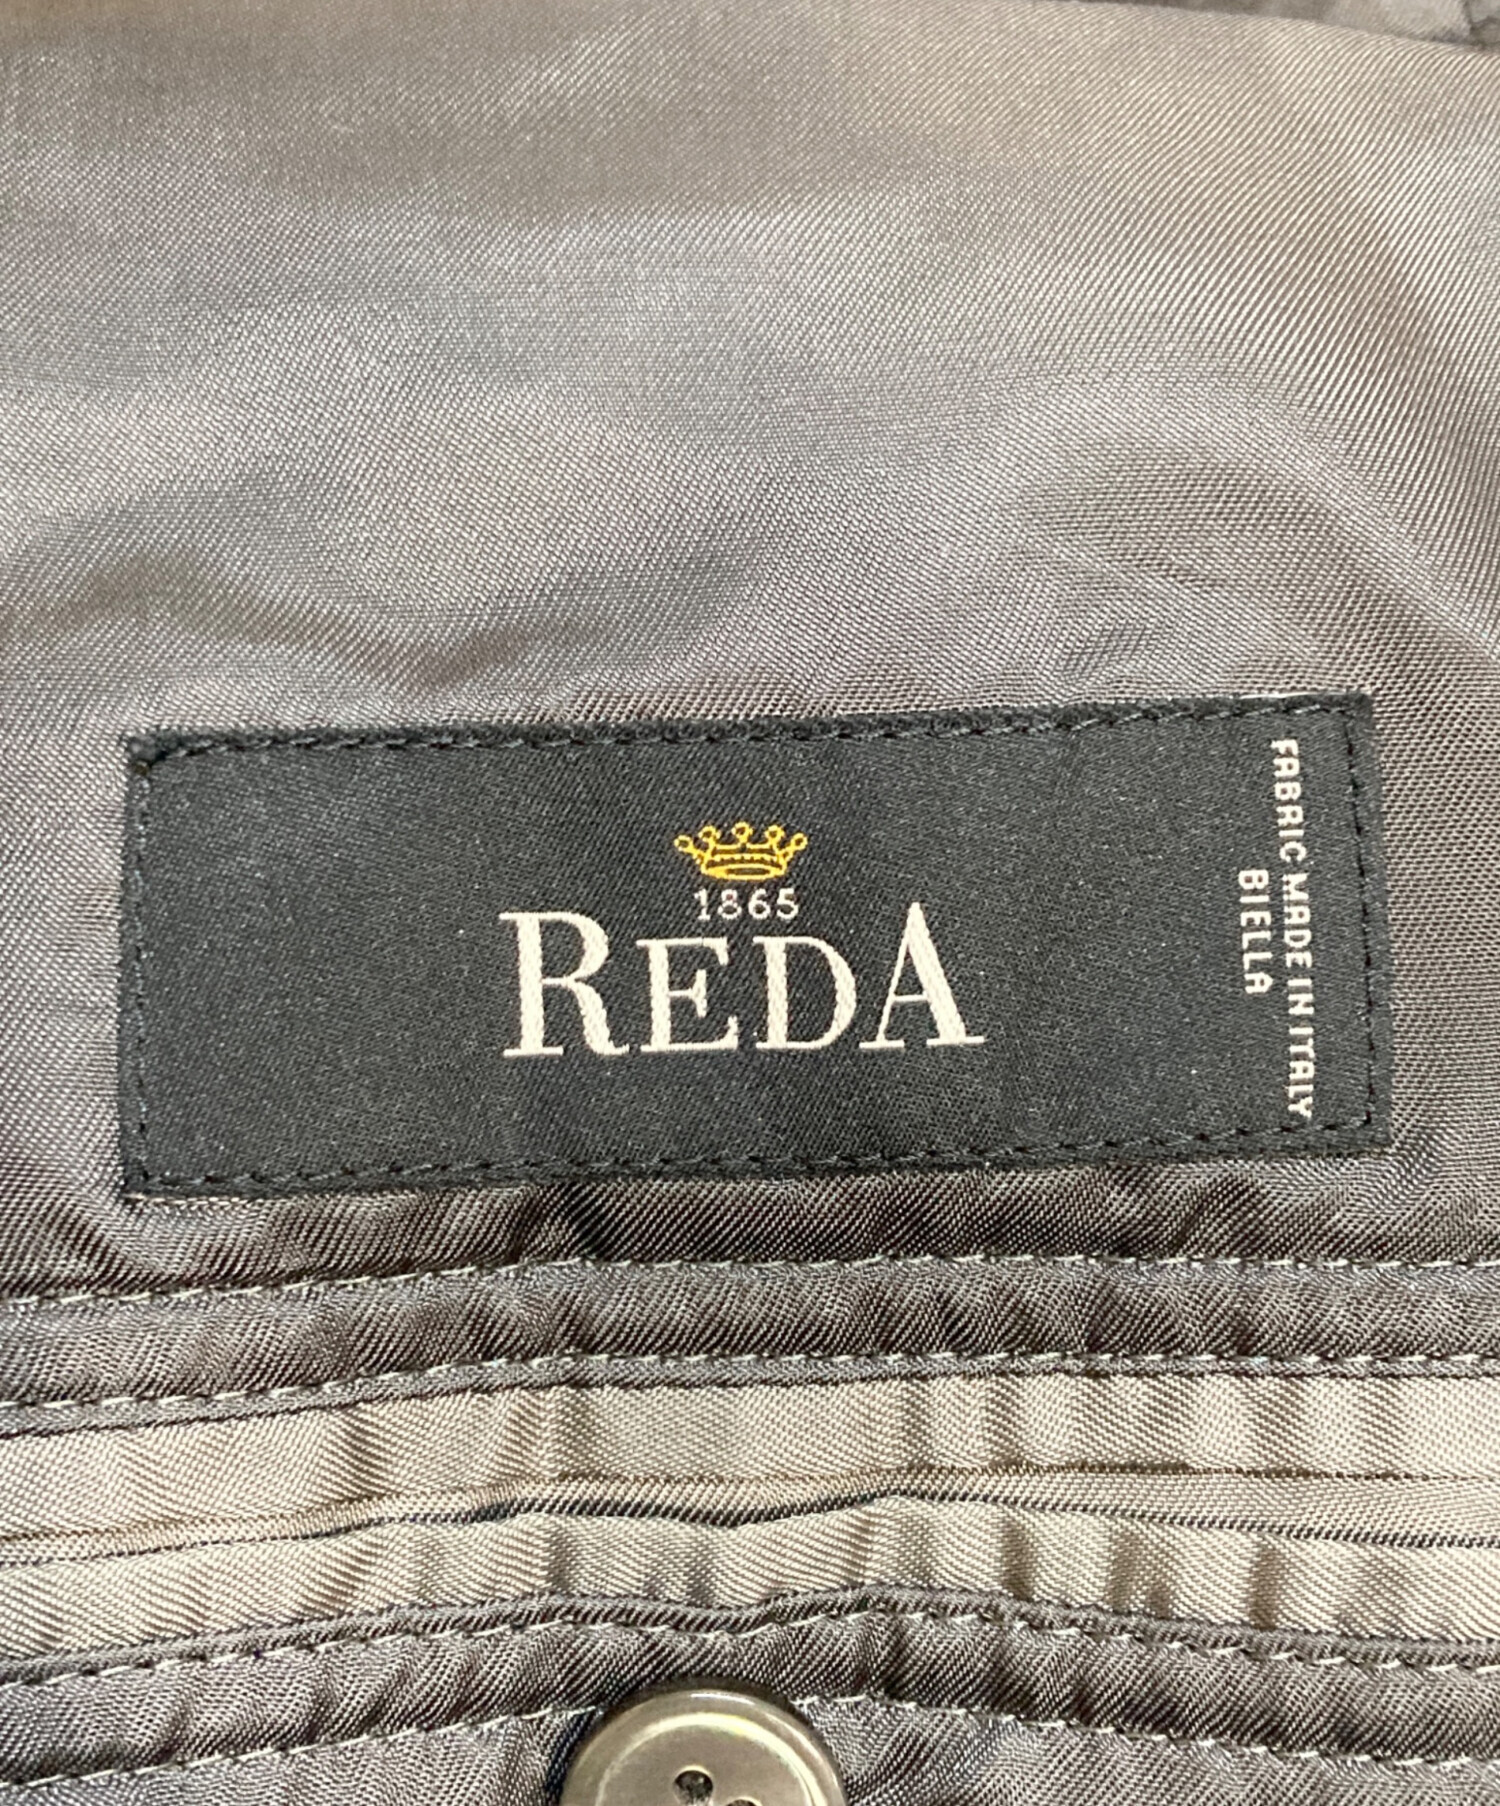 1865
REDA
FABRIC MADE IN ITALY
BIELLA